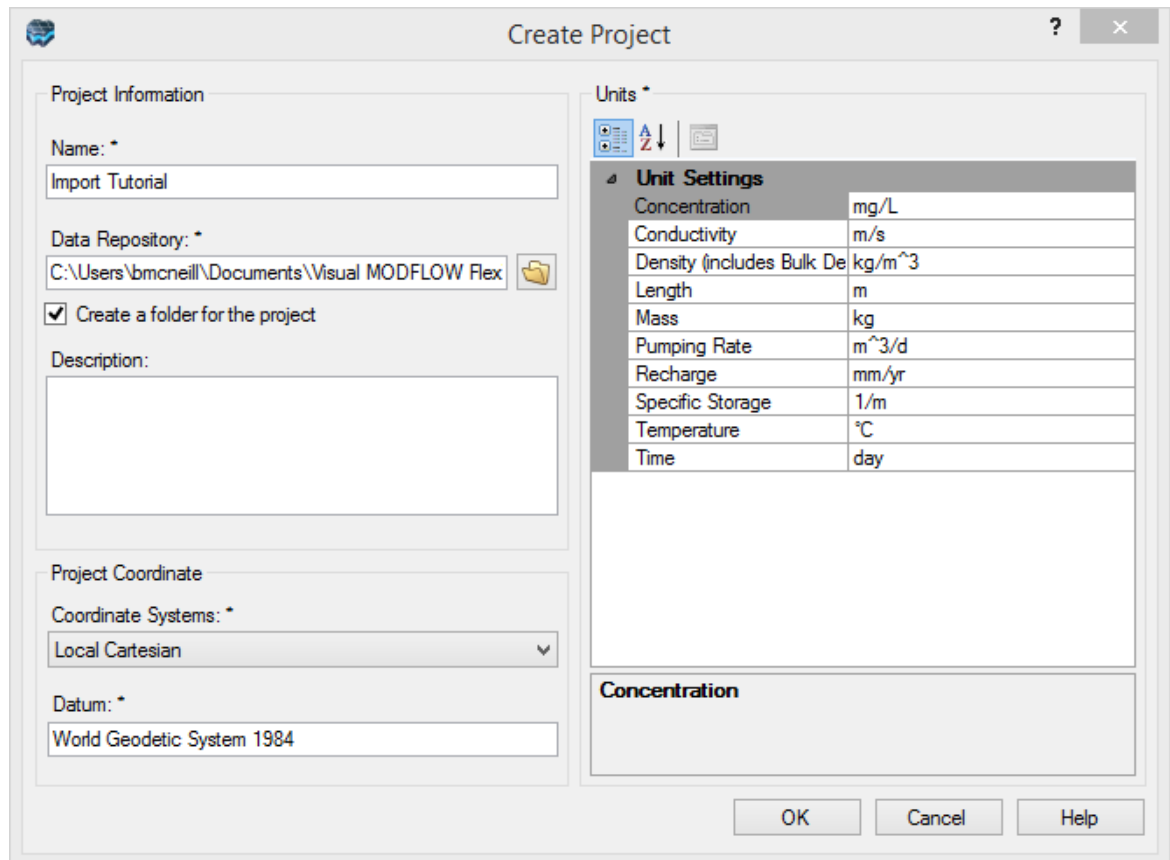 Create Project
?
Project Information
Name: *
Import Tutorial
Data Repository: *
C:\Users\bmcneill\Documents\Visual MODFLOW Flex
Create a folder for the project
Description:
Project Coordinate
Coordinate Systems: *
Local Cartesian
Datum: *
World Geodetic System 1984
Units *
A
Z
Unit Settings
Concentration mg/L
Conductivity m/s
Density (includes Bulk De kg/m^3
Length m
Mass kg
Pumping Rate m^3/d
Recharge mm/yr
Specific Storage 1/m
Temperature °C
Time day
Concentration
OK Cancel Help